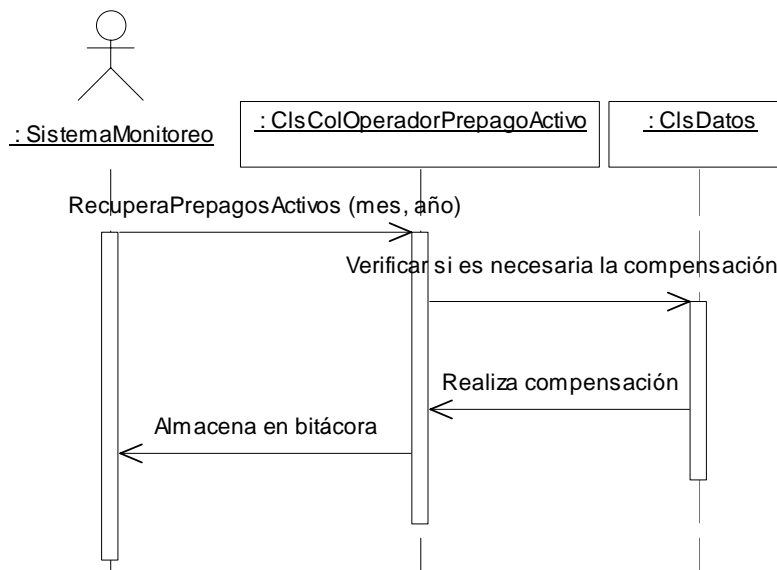 : SistemaMonitoreo
: ClsColOperadorPrepagoActivo
: ClsDatos
RecuperaPrepagosActivos (mes, año)
Verificar si es necesaria la compensación
Realiza compensación
Almacena en bitácora